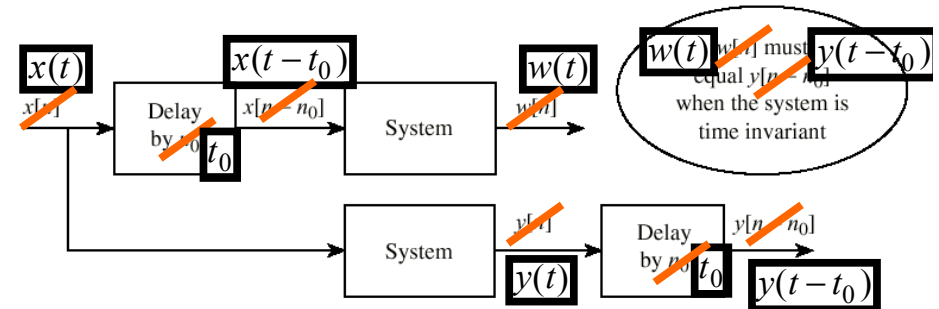 x(t)
x(t − t₀)
w(t)
w(t) w[n] must y(t − t₀)
equal y[n − n₀]
when the system is
time invariant
x[n]
Delay
by n₀
t₀
x[n − n₀]
System
w[n]
System
y[n]
y(t)
Delay
by n₀
t₀
y[n − n₀]
y(t − t₀)